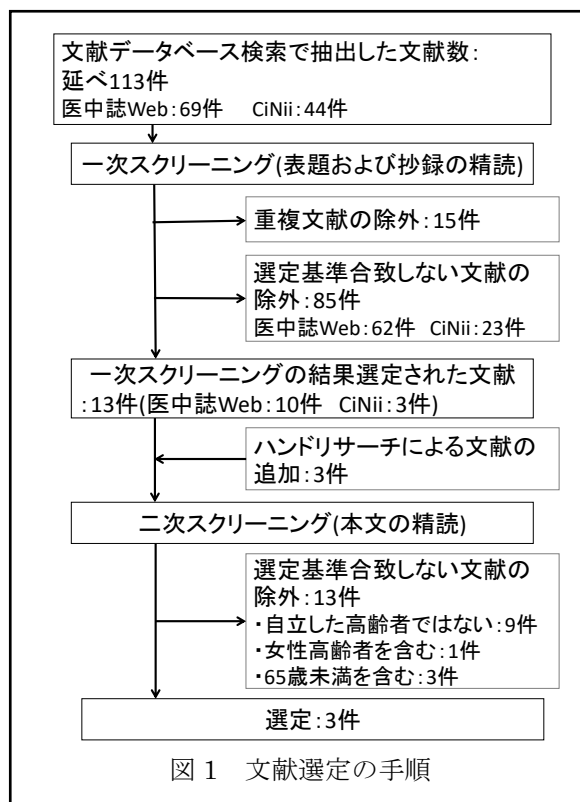 文献データベース検索で抽出した文献数:
延べ113件
医中誌Web:69件 CiNii:44件
一次スクリーニング(表題および抄録の精読)
重複文献の除外:15件
選定基準合致しない文献の
除外:85件
医中誌Web:62件 CiNii:23件
一次スクリーニングの結果選定された文献
:13件(医中誌Web:10件 CiNii:3件)
ハンドリサーチによる文献の
追加:3件
二次スクリーニング(本文の精読)
選定基準合致しない文献の
除外:13件
・自立した高齢者ではない:9件
・女性高齢者を含む:1件
・65歳未満を含む:3件
選定:3件
図1 文献選定の手順